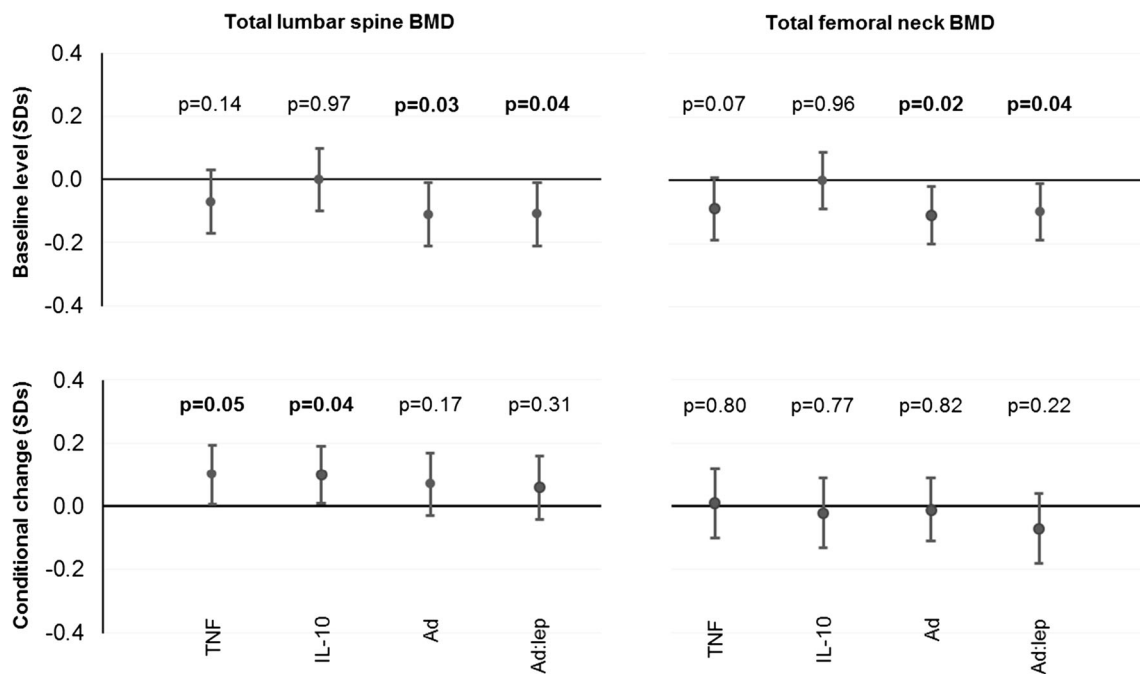 Total lumbar spine BMD
Total femoral neck BMD
Baseline level (SDs)
0.4
0.2
0.0
-0.2
-0.4
p=0.14 p=0.97 p=0.03 p=0.04
p=0.07 p=0.96 p=0.02 p=0.04
Conditional change (SDs)
0.4
0.2
0.0
-0.2
-0.4
p=0.05 p=0.04 p=0.17 p=0.31
p=0.80 p=0.77 p=0.82 p=0.22
TNF
IL-10
Ad
Ad:lep
TNF
IL-10
Ad
Ad:lep